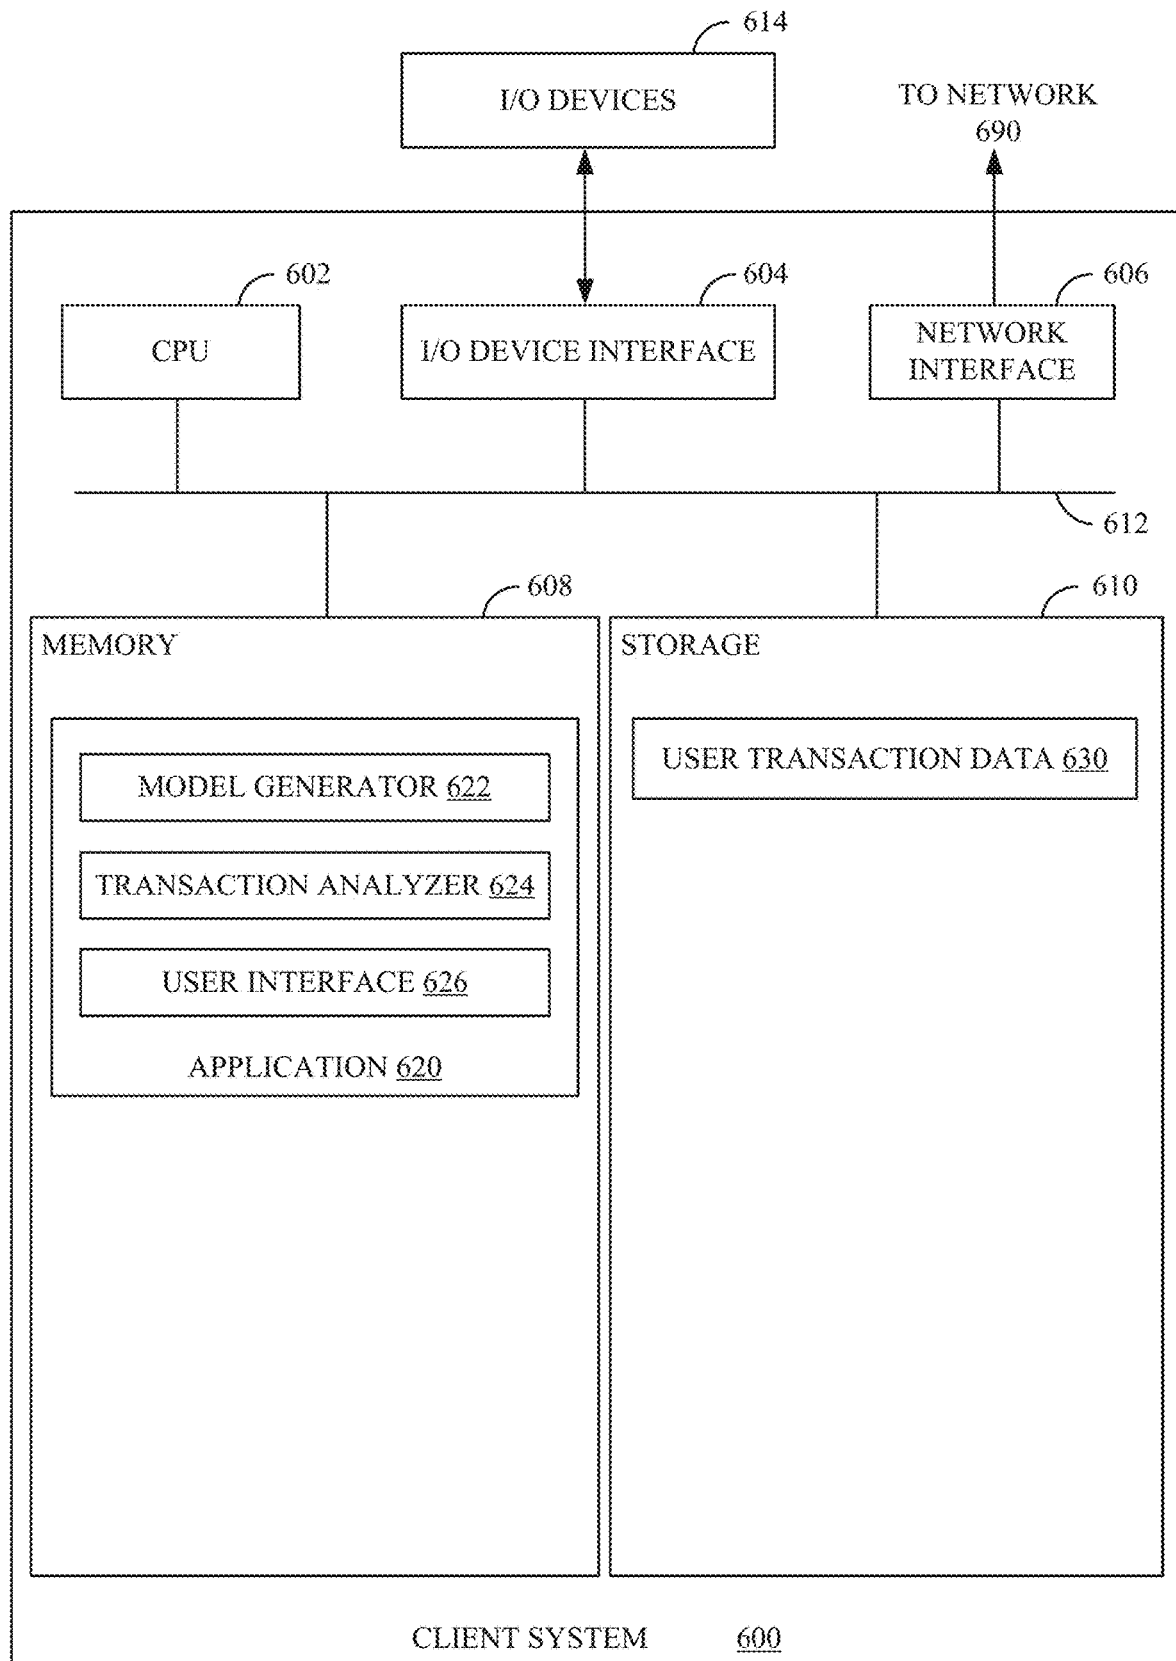 614
I/O DEVICES
TO NETWORK
690
602
604
606
CPU
I/O DEVICE INTERFACE
NETWORK
INTERFACE
612
608
610
MEMORY
STORAGE
MODEL GENERATOR 622
USER TRANSACTION DATA 630
TRANSACTION ANALYZER 624
USER INTERFACE 626
APPLICATION 620
CLIENT SYSTEM 600